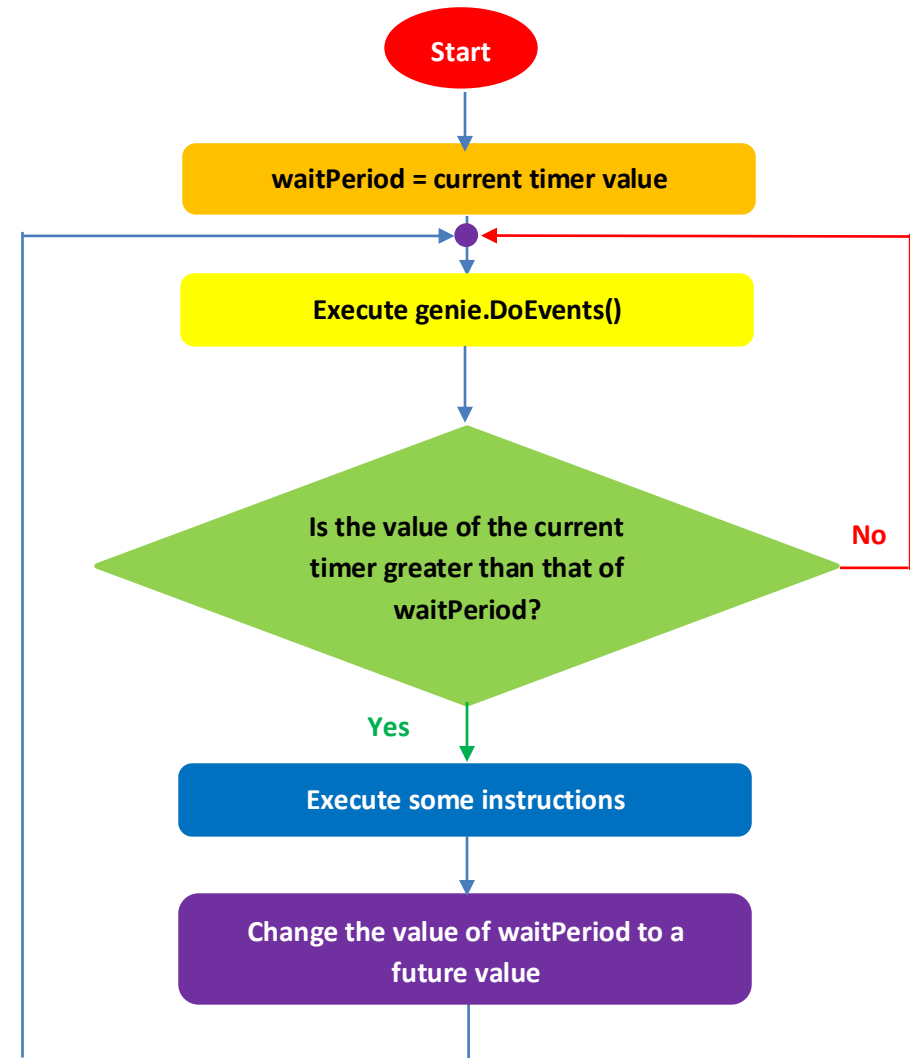 Start
waitPeriod = current timer value
Execute genie.DoEvents()
Is the value of the current
timer greater than that of
waitPeriod?
No
Yes
Execute some instructions
Change the value of waitPeriod to a
future value